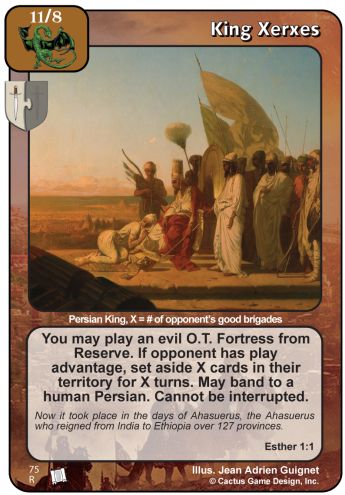 11/8
King Xerxes
Persian King, X = # of opponent's good brigades
You may play an evil O.T. Fortress from
Reserve. If opponent has play
advantage, set aside X cards in their
territory for X turns. May band to a
human Persian. Cannot be interrupted.
Now it took place in the days of Ahasuerus, the Ahasuerus
who reigned from India to Ethiopia over 127 provinces.
Esther 1:1
75
R
Illus. Jean Adrien Guignet
© Cactus Game Design, Inc.